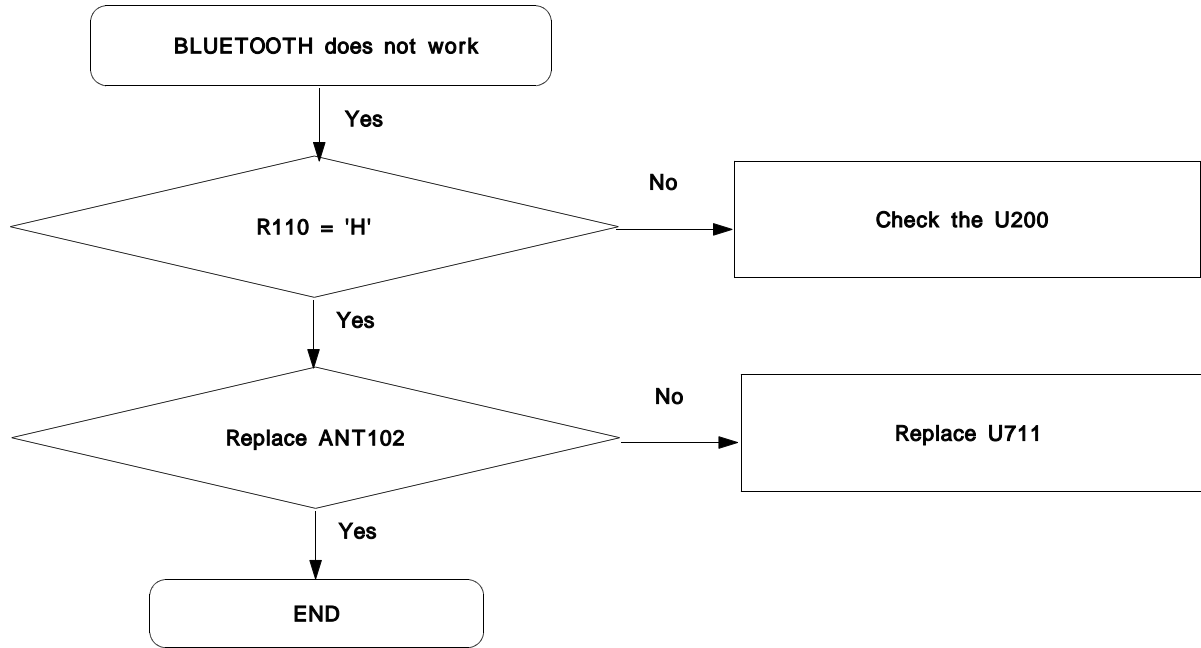 BLUETOOTH does not work
Yes
No
R110 = 'H'
Check the U200
Yes
No
Replace ANT102
Replace U711
Yes
END